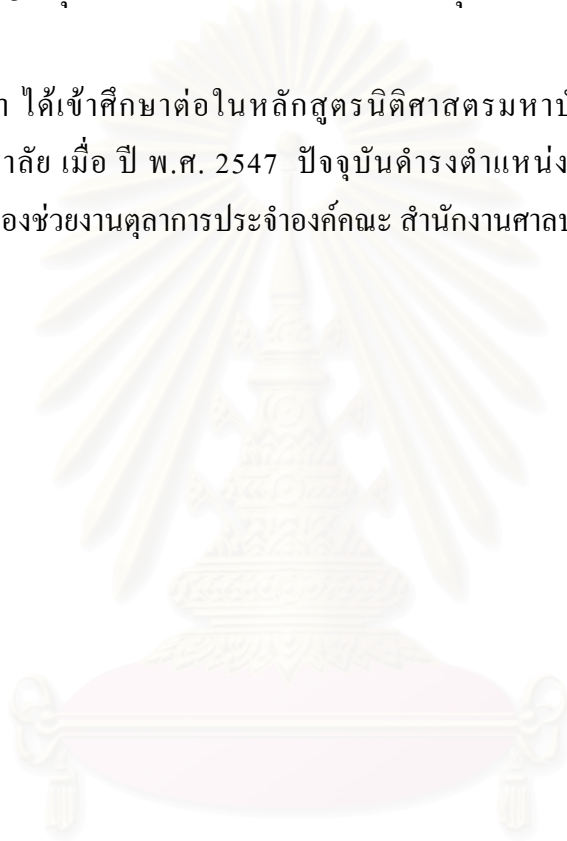 ได้เข้าศึกษาต่อในหลักสูตรนิติศาสตรมหาบั
าลัย เมื่อ ปี พ.ศ. 2547 ปัจจุบันดำรงตำแหน่ง
องช่วยงานตุลาการประจำองค์คณะ สำนักงานศาลป